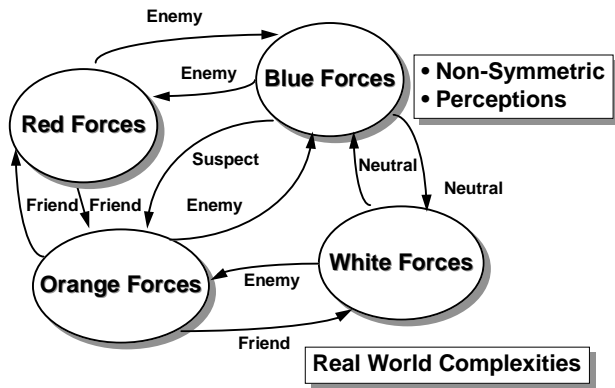 Enemy
Enemy
Blue Forces
• Non-Symmetric
• Perceptions
Red Forces
Suspect
Neutral
Neutral
Friend Friend
Enemy
Orange Forces
Enemy
White Forces
Friend
Real World Complexities